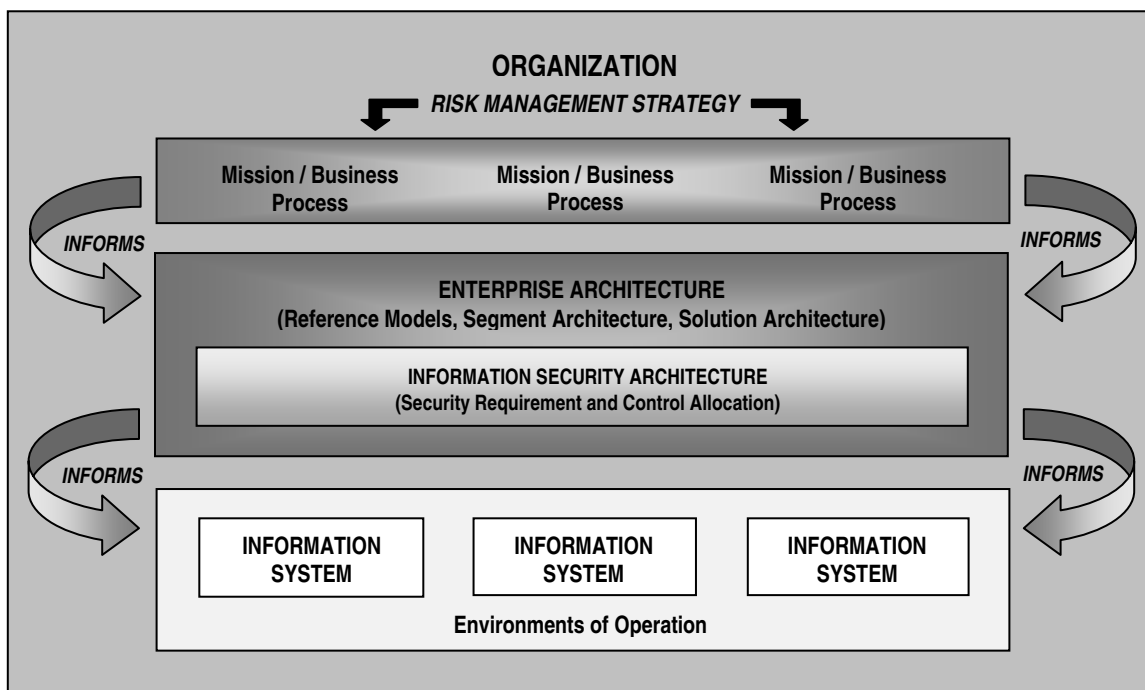 ORGANIZATION
RISK MANAGEMENT STRATEGY
Mission / Business
Process
Mission / Business
Process
Mission / Business
Process
INFORMS
INFORMS
ENTERPRISE ARCHITECTURE
(Reference Models, Segment Architecture, Solution Architecture)
INFORMATION SECURITY ARCHITECTURE
(Security Requirement and Control Allocation)
INFORMS
INFORMS
INFORMATION
SYSTEM
INFORMATION
SYSTEM
INFORMATION
SYSTEM
Environments of Operation